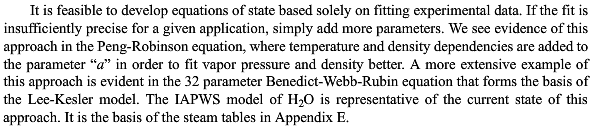 It is feasible to develop equations of state based solely on fitting experimental data. If the fit is
insufficiently precise for a given application, simply add more parameters. We see evidence of this
approach in the Peng-Robinson equation, where temperature and density dependencies are added to
the parameter “a” in order to fit vapor pressure and density better. A more extensive example of
this approach is evident in the 32 parameter Benedict-Webb-Rubin equation that forms the basis of
the Lee-Kesler model. The IAPWS model of H₂O is representative of the current state of this
approach. It is the basis of the steam tables in Appendix E.